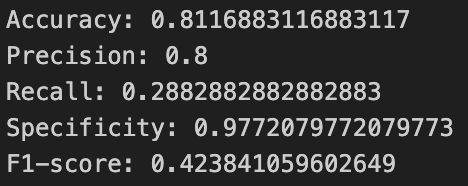 Accuracy: 0.8116883116883117
Precision: 0.8
Recall: 0.2882882882882883
Specificity: 0.9772079772079773
F1-score: 0.423841059602649